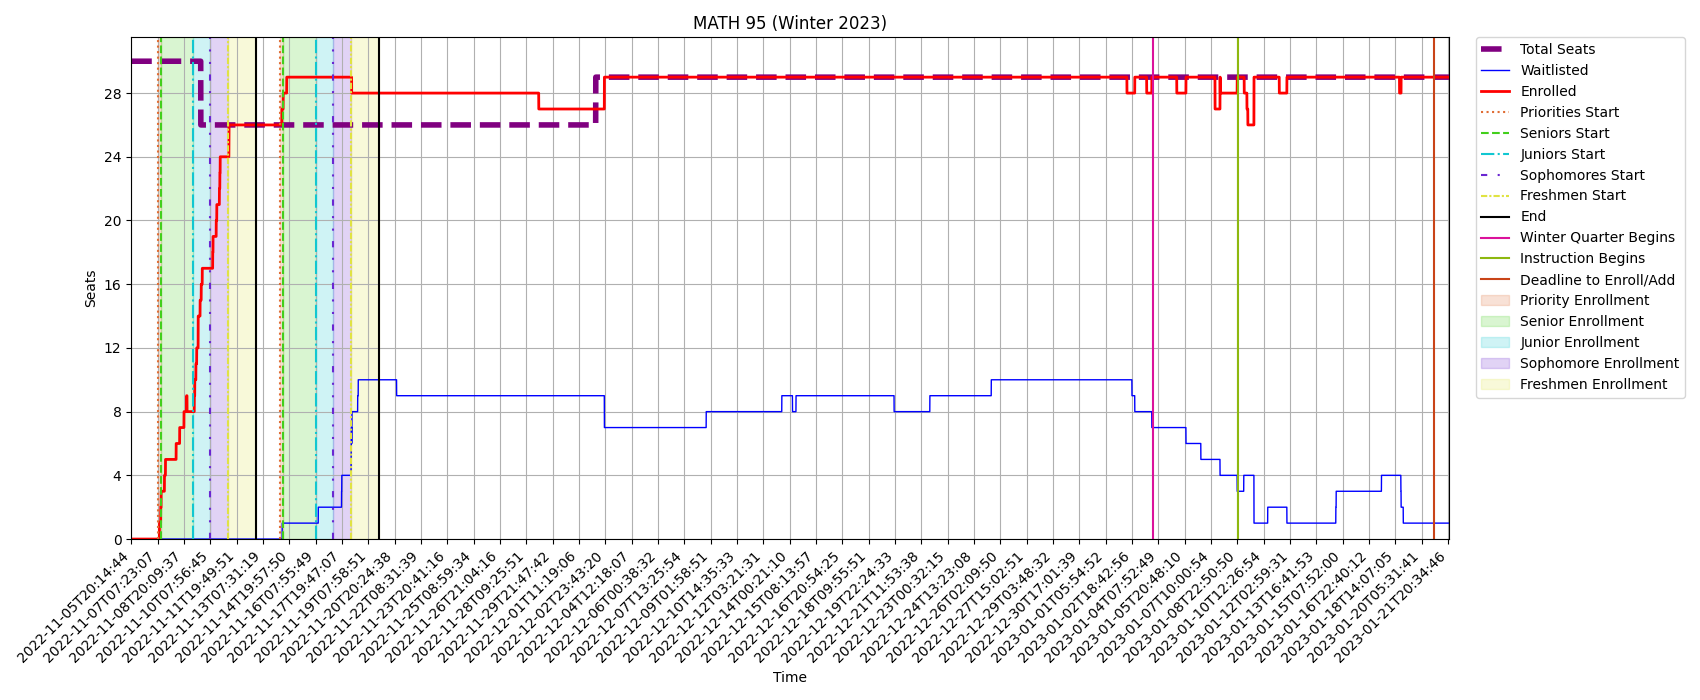 MATH 95 (Winter 2023)
Seats
28
24
20
16
12
8
4
0
2022-11-05T20:14:44
2022-11-07T07:23:07
2022-11-08T20:09:37
2022-11-10T07:56:45
2022-11-11T19:49:51
2022-11-13T07:31:19
2022-11-14T19:57:50
2022-11-16T07:55:49
2022-11-17T19:47:07
2022-11-19T07:58:51
2022-11-20T20:24:38
2022-11-22T08:31:39
2022-11-23T20:41:16
2022-11-25T08:59:34
2022-11-26T21:04:16
2022-11-28T09:25:51
2022-11-29T21:47:42
2022-12-01T11:19:06
2022-12-02T23:43:20
2022-12-04T12:18:07
2022-12-06T00:38:32
2022-12-07T13:25:54
2022-12-09T01:58:51
2022-12-10T14:35:33
2022-12-12T03:21:31
2022-12-14T00:21:10
2022-12-15T08:13:57
2022-12-16T20:54:25
2022-12-18T09:55:51
2022-12-19T22:24:33
2022-12-21T11:53:38
2022-12-23T00:32:15
2022-12-24T13:23:08
2022-12-26T02:09:50
2022-12-27T15:02:51
2022-12-29T03:48:32
2022-12-30T17:01:39
2023-01-01T05:54:52
2023-01-02T18:42:56
2023-01-04T07:52:49
2023-01-05T20:48:10
2023-01-07T10:00:54
2023-01-08T22:50:50
2023-01-10T12:26:54
2023-01-12T02:59:31
2023-01-13T16:41:53
2023-01-15T07:52:00
2023-01-16T22:40:12
2023-01-18T14:07:05
2023-01-20T05:31:41
2023-01-21T20:34:46
Time
Total Seats
Waitlisted
Enrolled
Priorities Start
Seniors Start
Juniors Start
Sophomores Start
Freshmen Start
End
Winter Quarter Begins
Instruction Begins
Deadline to Enroll/Add
Priority Enrollment
Senior Enrollment
Junior Enrollment
Sophomore Enrollment
Freshmen Enrollment